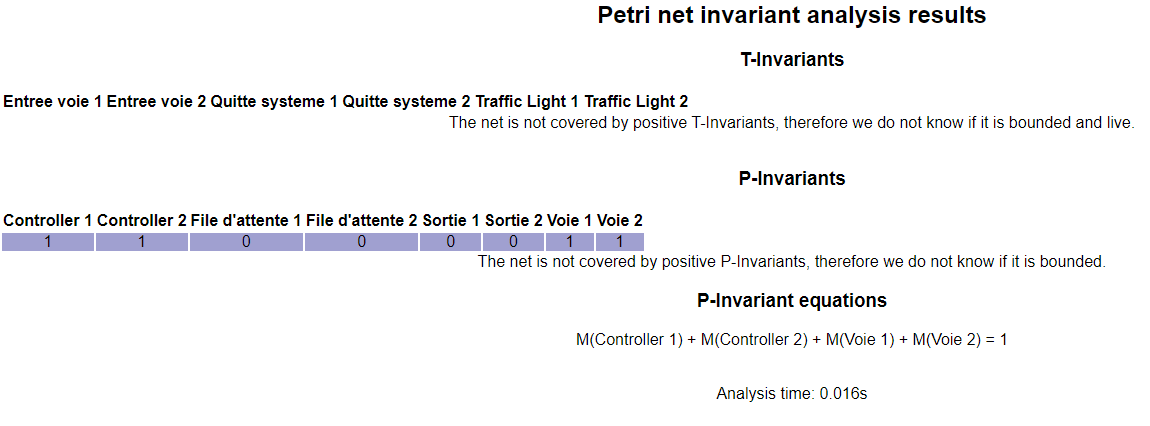 Petri net invariant analysis results
T-Invariants
Entree voie 1 Entree voie 2 Quitte systeme 1 Quitte systeme 2 Traffic Light 1 Traffic Light 2
The net is not covered by positive T-Invariants, therefore we do not know if it is bounded and live.
P-Invariants
Controller 1 Controller 2 File d'attente 1 File d'attente 2 Sortie 1 Sortie 2 Voie 1 Voie 2
1 1 0 0 0 0 1 1
The net is not covered by positive P-Invariants, therefore we do not know if it is bounded.
P-Invariant equations
M(Controller 1) + M(Controller 2) + M(Voie 1) + M(Voie 2) = 1
Analysis time: 0.016s